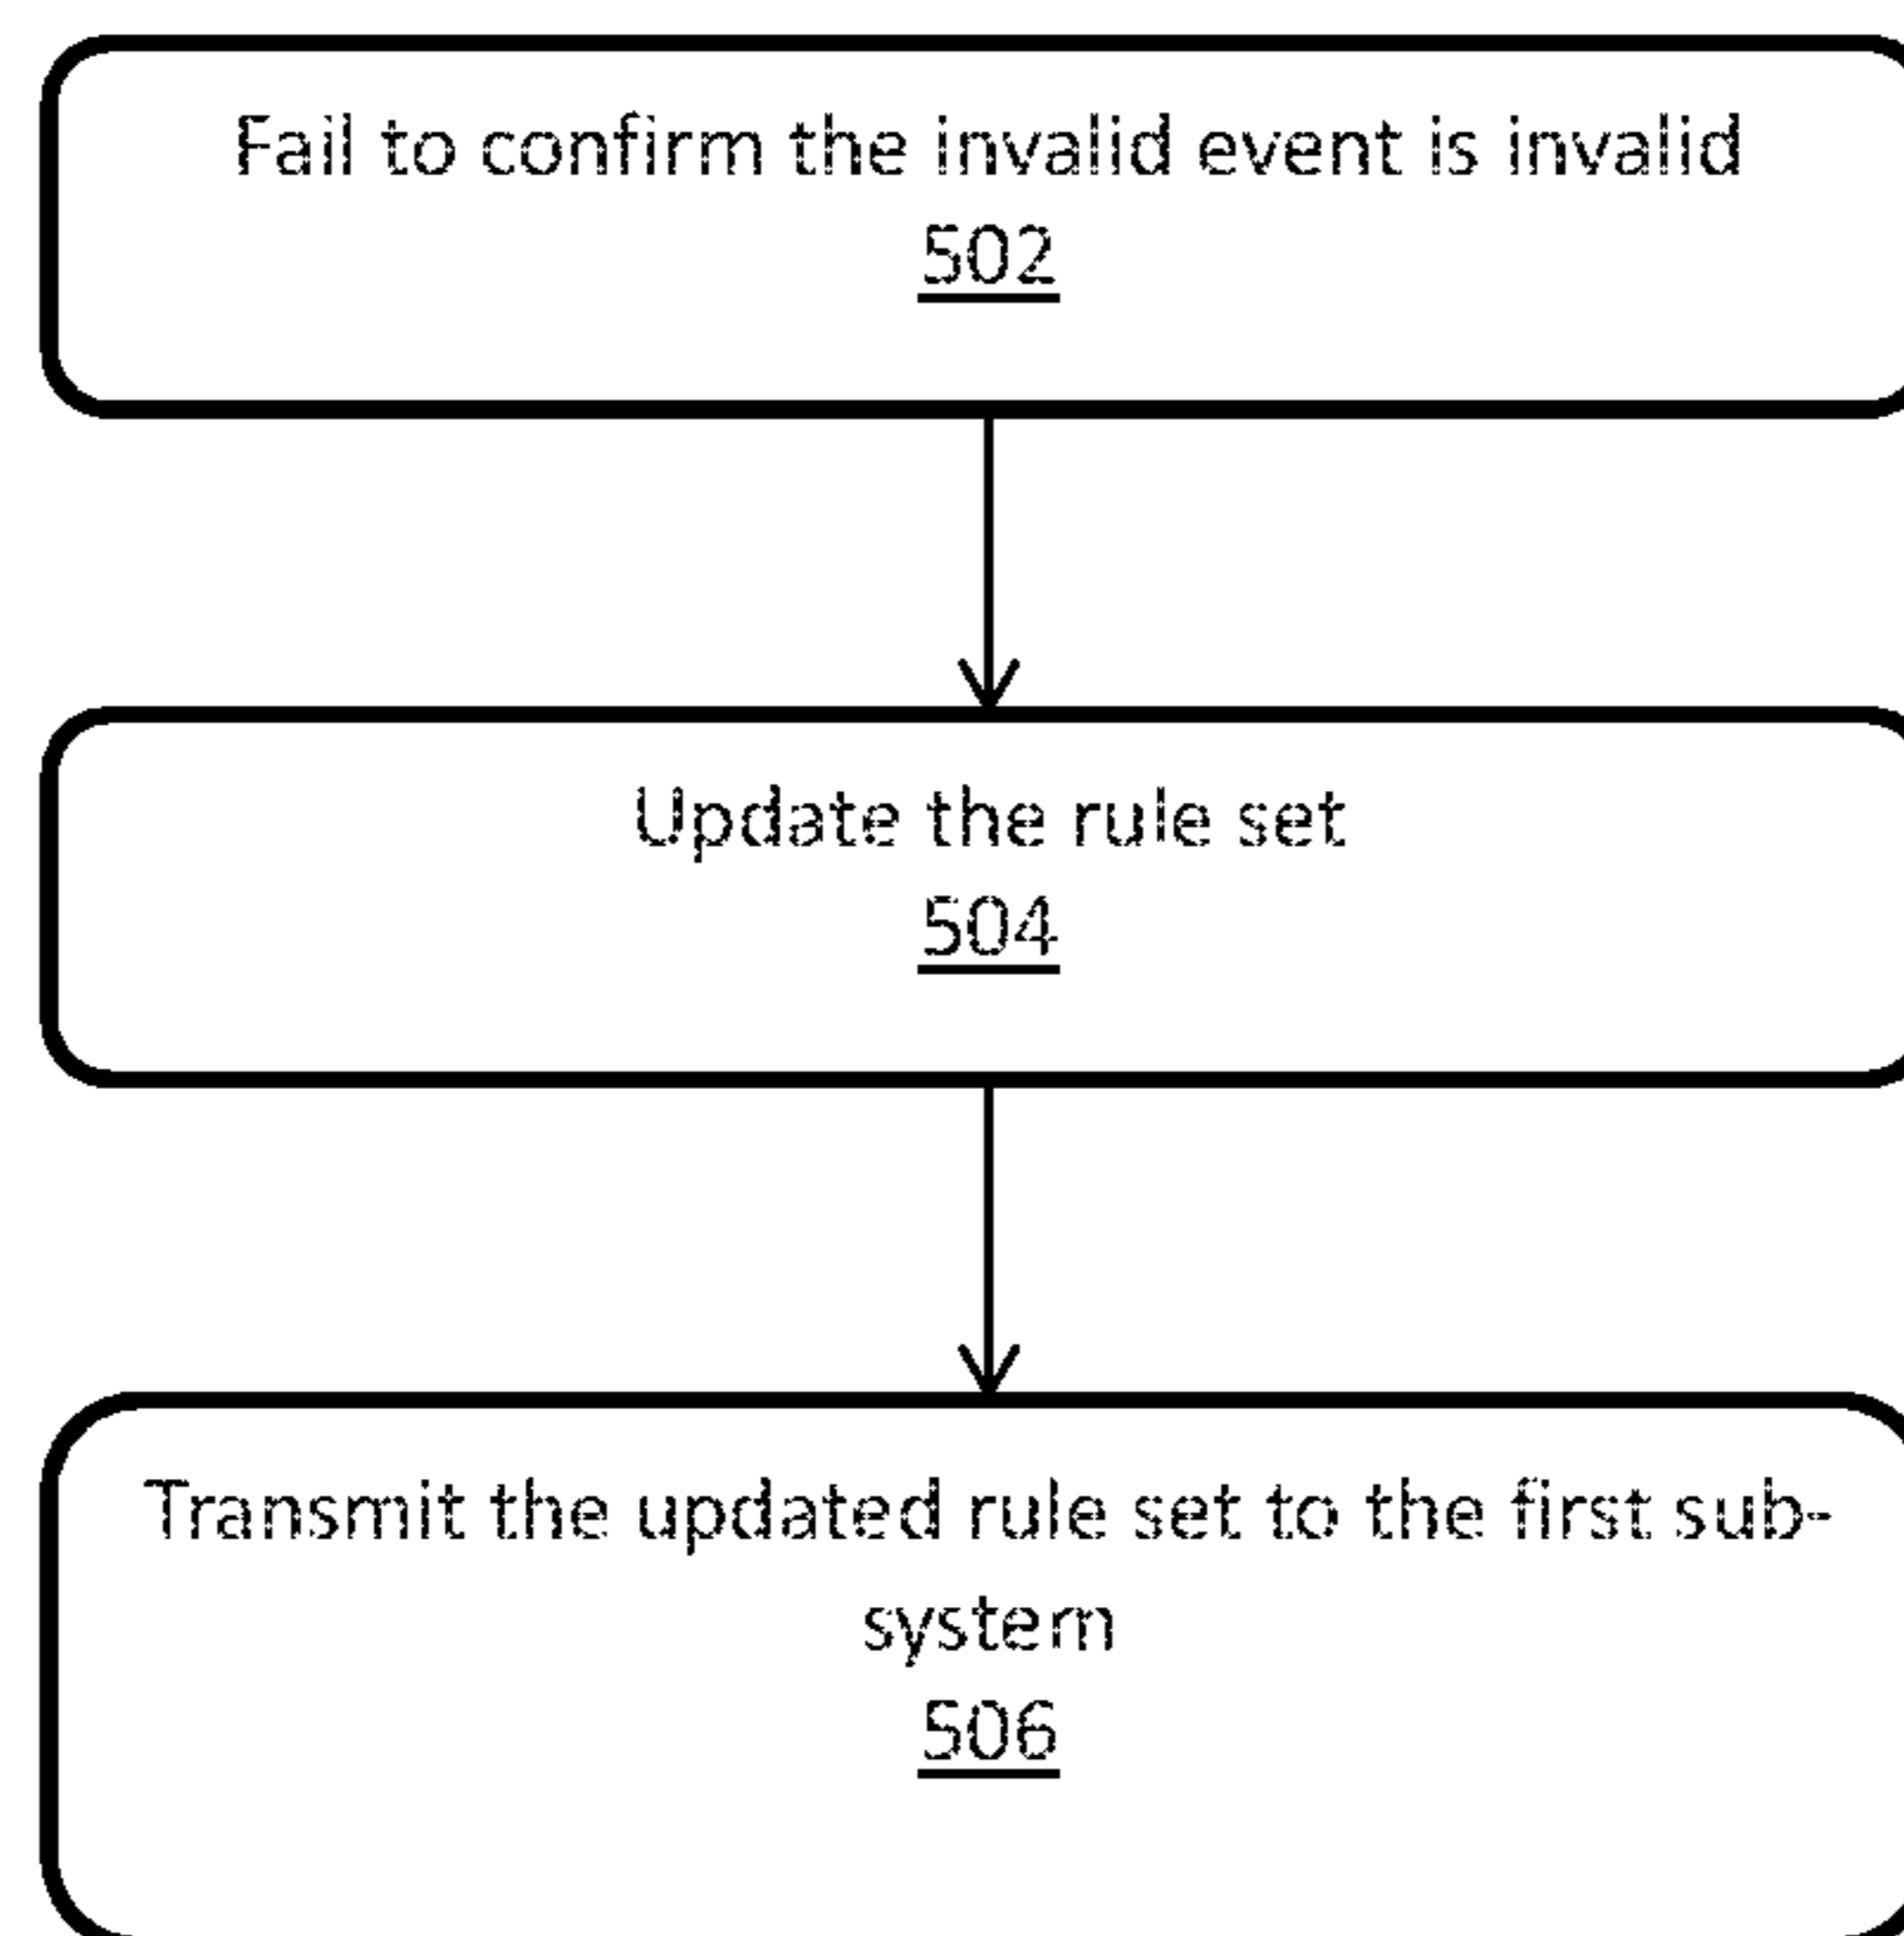 Fail to confirm the invalid event is invalid
502
Update the rule set
504
Transmit the updated rule set to the first sub-
system
506